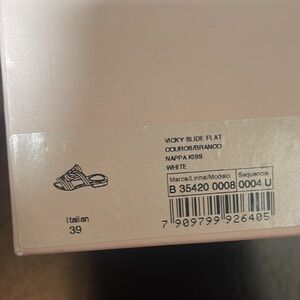 VICKY SLIDE FLAT
COUROS/BRANCO
NAPPA KISS
WHITE
Marca/Linha/Modelo Sequencia
B 35420 0008 0004 U
Italian
39
7 909799 926405